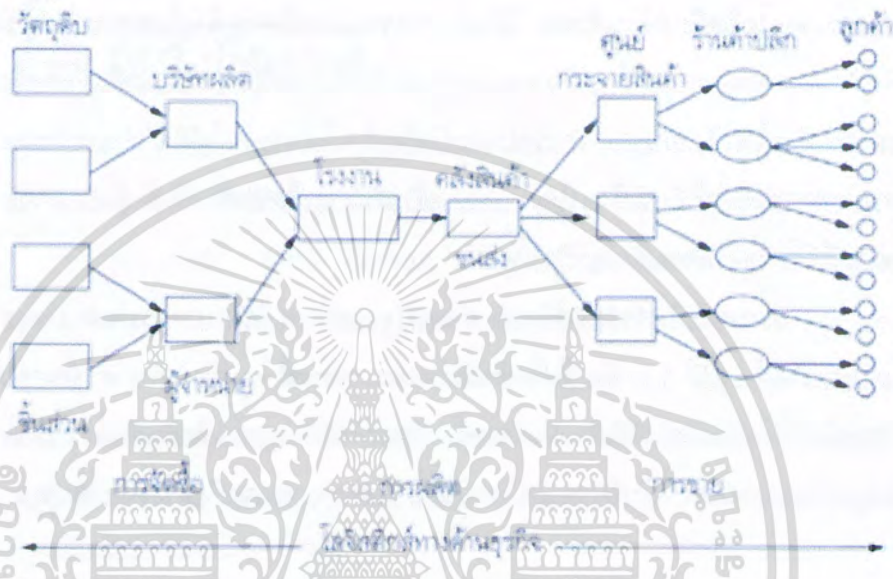 วัตถุดิบ
บริษัทผลิต
ศูนย์
กระจายสินค้า
ร้านค้าปลีก
ลูกค้า
โรงงาน
คลังสินค้า
ขนส่ง
ผู้จำหน่าย
ชิ้นส่วน
การจัดซื้อ
การผลิต
การขาย
โลจิสติกส์ทางด้านธุรกิจ